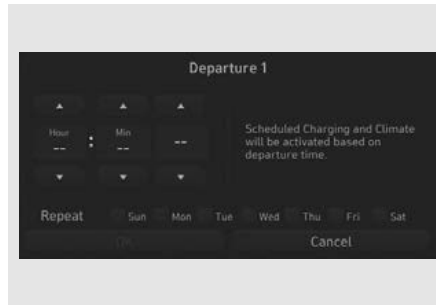 Departure 1
Hour : Min
-- -- --
Scheduled Charging and Climate
will be activated based on
departure time.
Repeat Sun Mon Tue Wed Thu Fri Sat
OK Cancel